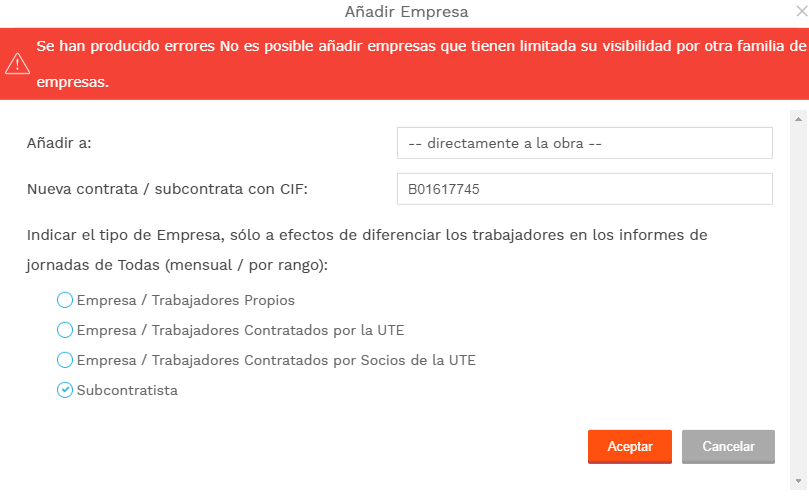 Añadir Empresa
Se han producido errores No es posible añadir empresas que tienen limitada su visibilidad por otra familia de
empresas.
Añadir a:
-- directamente a la obra --
Nueva contrata / subcontrata con CIF:
B01617745
Indicar el tipo de Empresa, sólo a efectos de diferenciar los trabajadores en los informes de
jornadas de Todas (mensual / por rango):
Empresa / Trabajadores Propios
Empresa / Trabajadores Contratados por la UTE
Empresa / Trabajadores Contratados por Socios de la UTE
Subcontratista
Aceptar
Cancelar